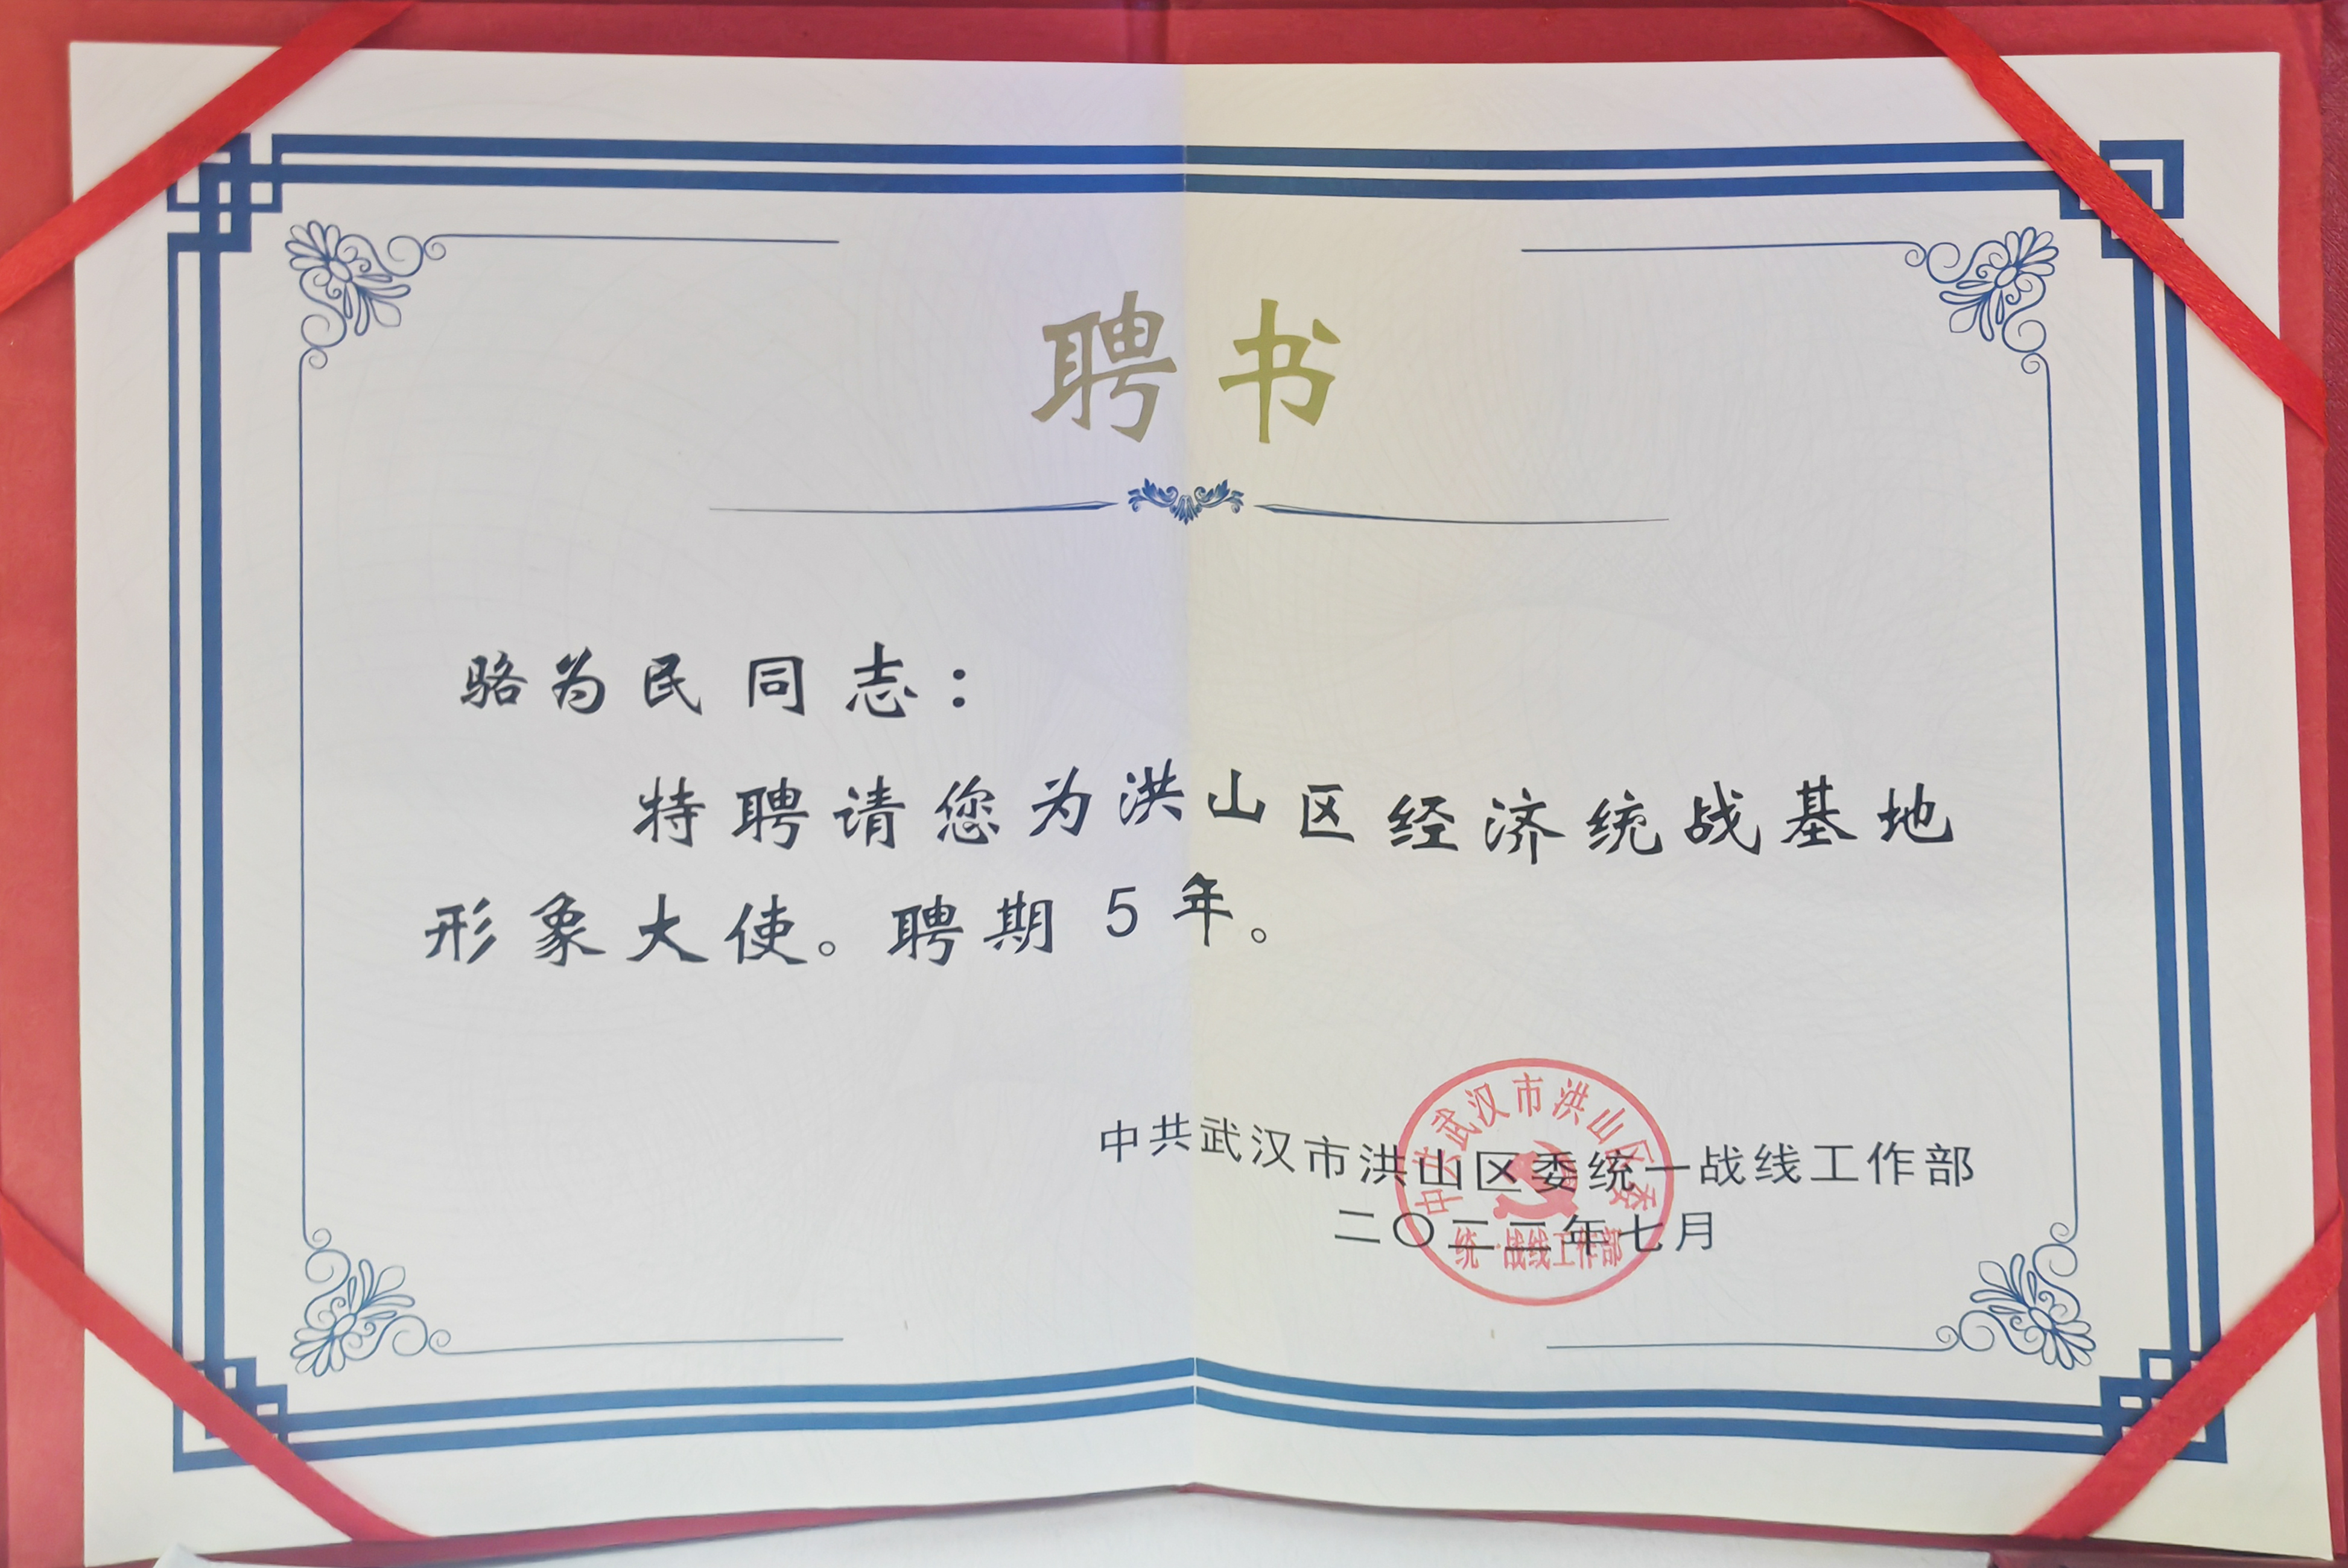 聘书
骆为民同志：
特聘请您为洪山区经济统战基地
形象大使。聘期5年。
中共武汉市洪山区委统一战线工作部
二〇二二年七月
中共武汉市洪山区委
统一战线工作部